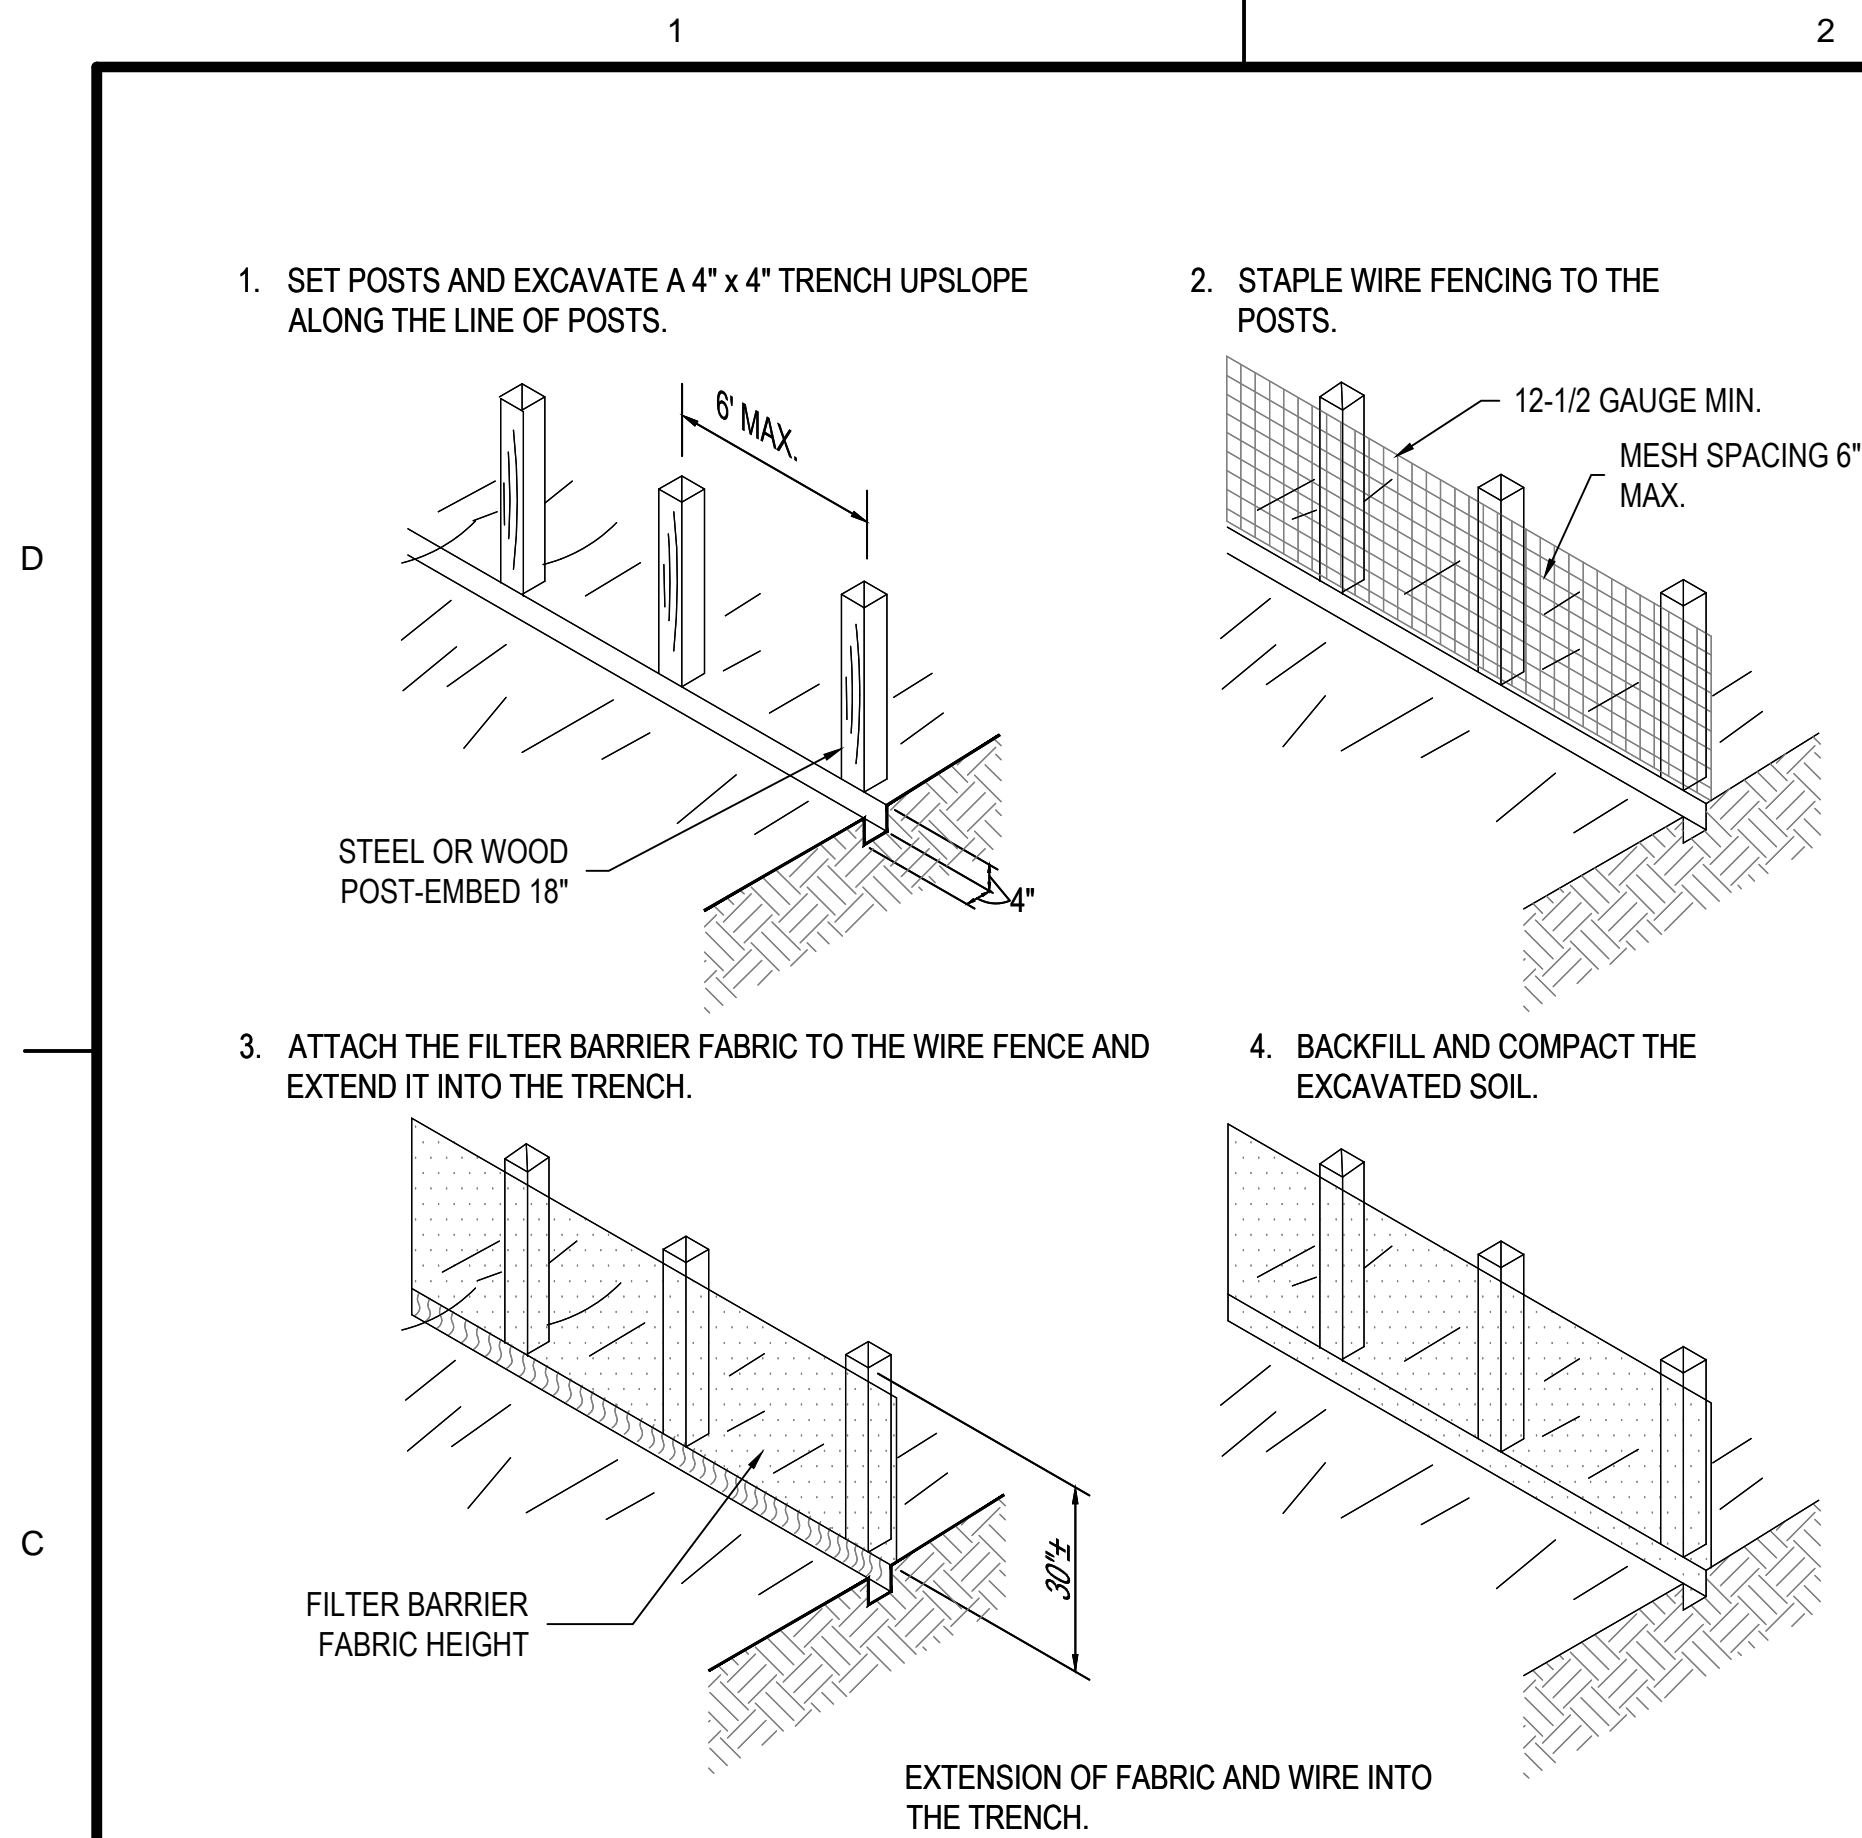 1
2
1. SET POSTS AND EXCAVATE A 4" x 4" TRENCH UPSLOPE
ALONG THE LINE OF POSTS.
6' MAX.
STEEL OR WOOD
POST-EMBED 18"
4"
2. STAPLE WIRE FENCING TO THE
POSTS.
12-1/2 GAUGE MIN.
MESH SPACING 6"
MAX.
D
3. ATTACH THE FILTER BARRIER FABRIC TO THE WIRE FENCE AND
EXTEND IT INTO THE TRENCH.
FILTER BARRIER
FABRIC HEIGHT
30"±
4. BACKFILL AND COMPACT THE
EXCAVATED SOIL.
C
EXTENSION OF FABRIC AND WIRE INTO
THE TRENCH.